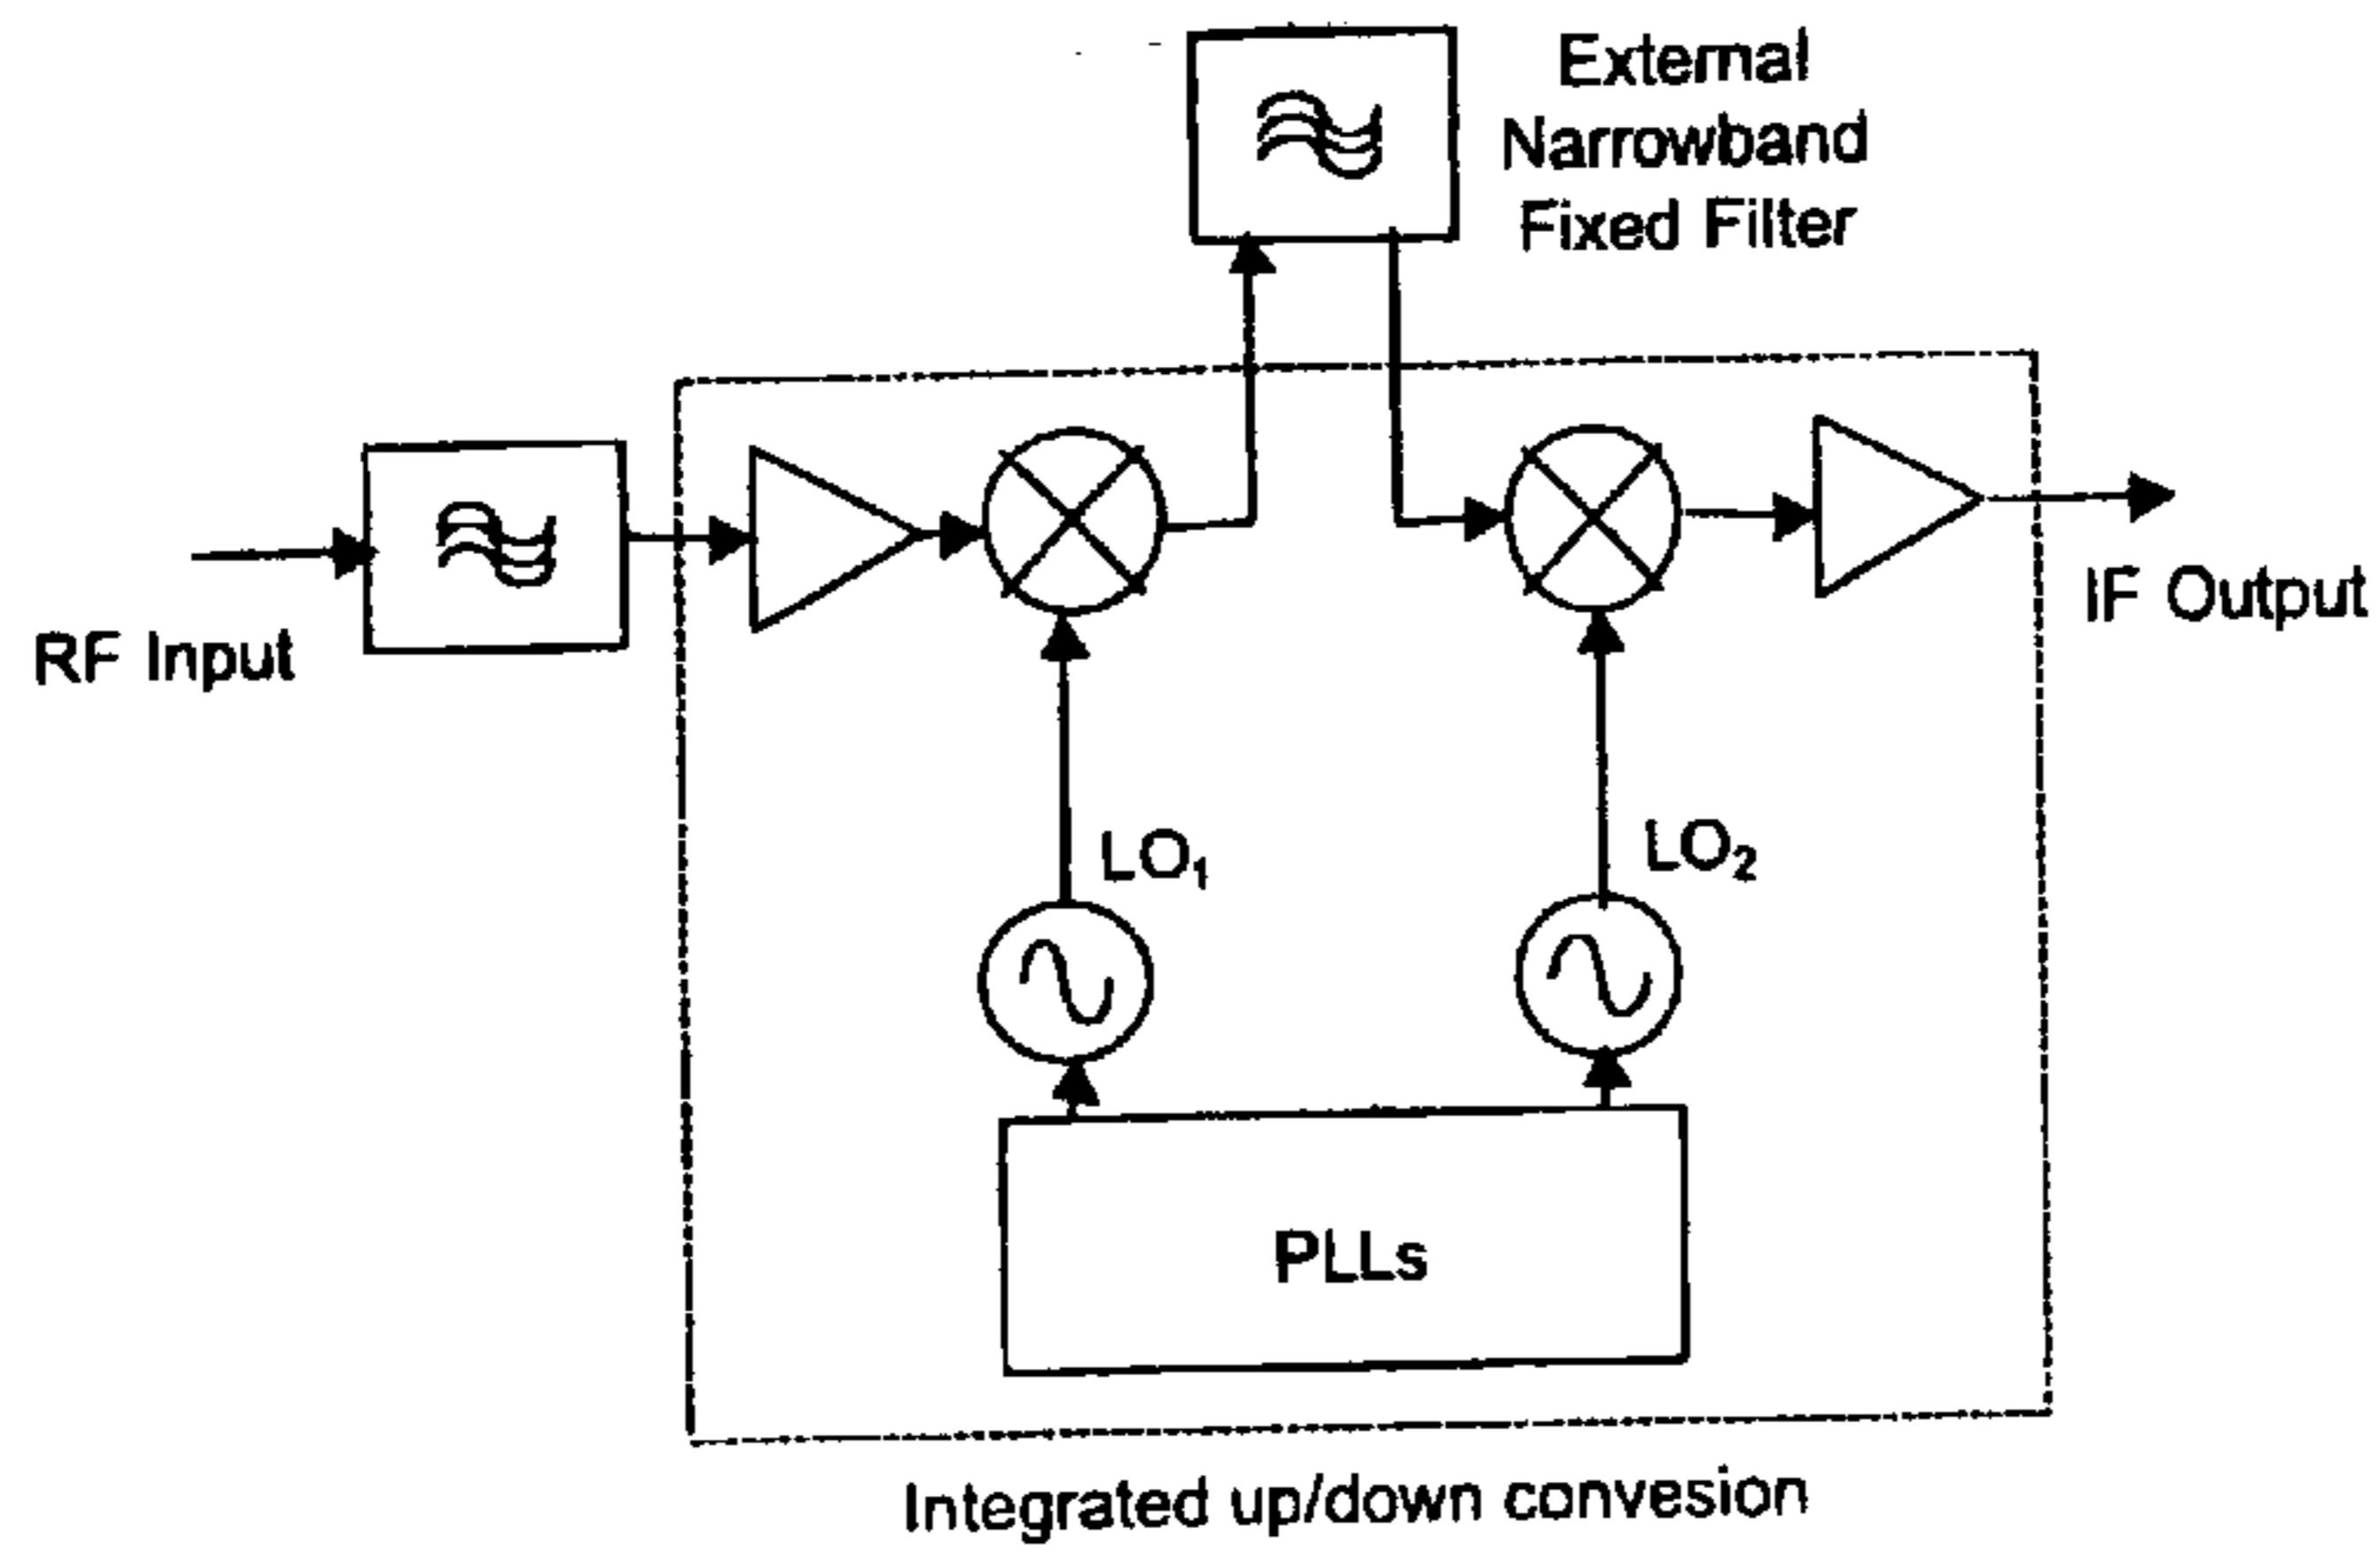 External
Narrowband
Fixed Filter
RF Input
IF Output
LO₁
LO₂
PLLs
Integrated up/down convesion